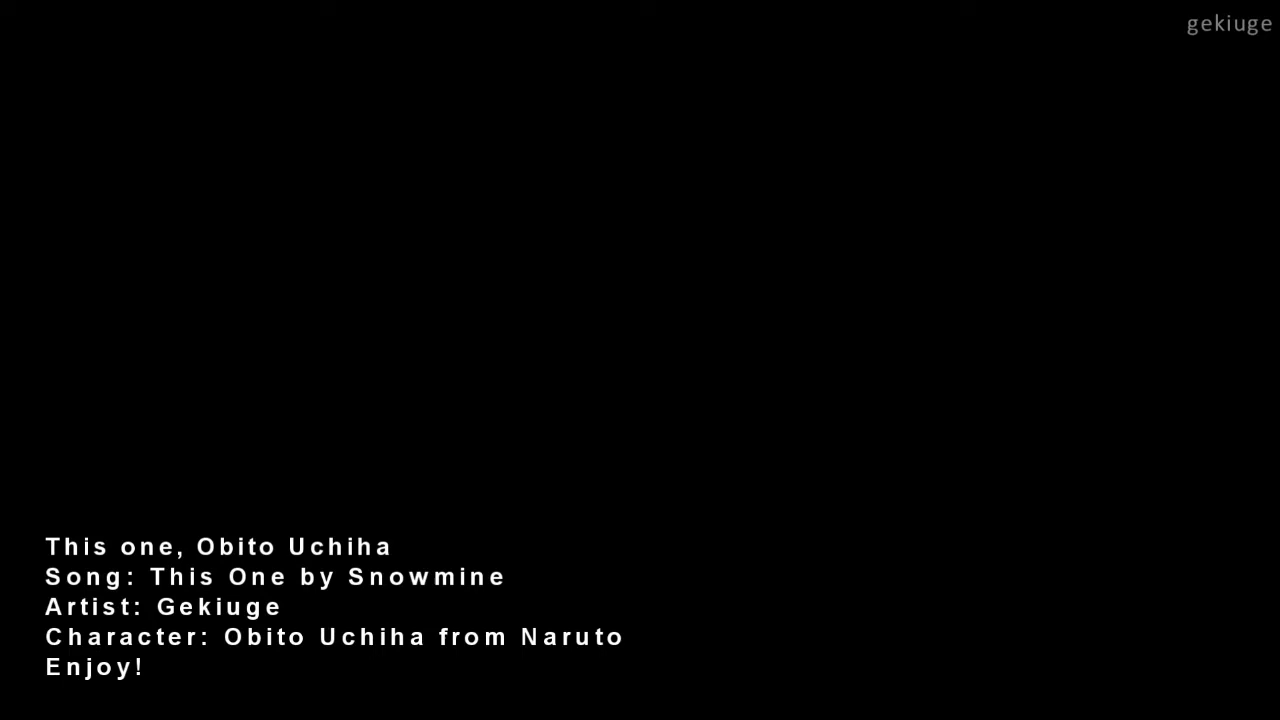 gekiuge
This one, Obito Uchiha
Song: This One by Snowmine
Artist: Gekiuge
Character: Obito Uchiha from Naruto
Enjoy!